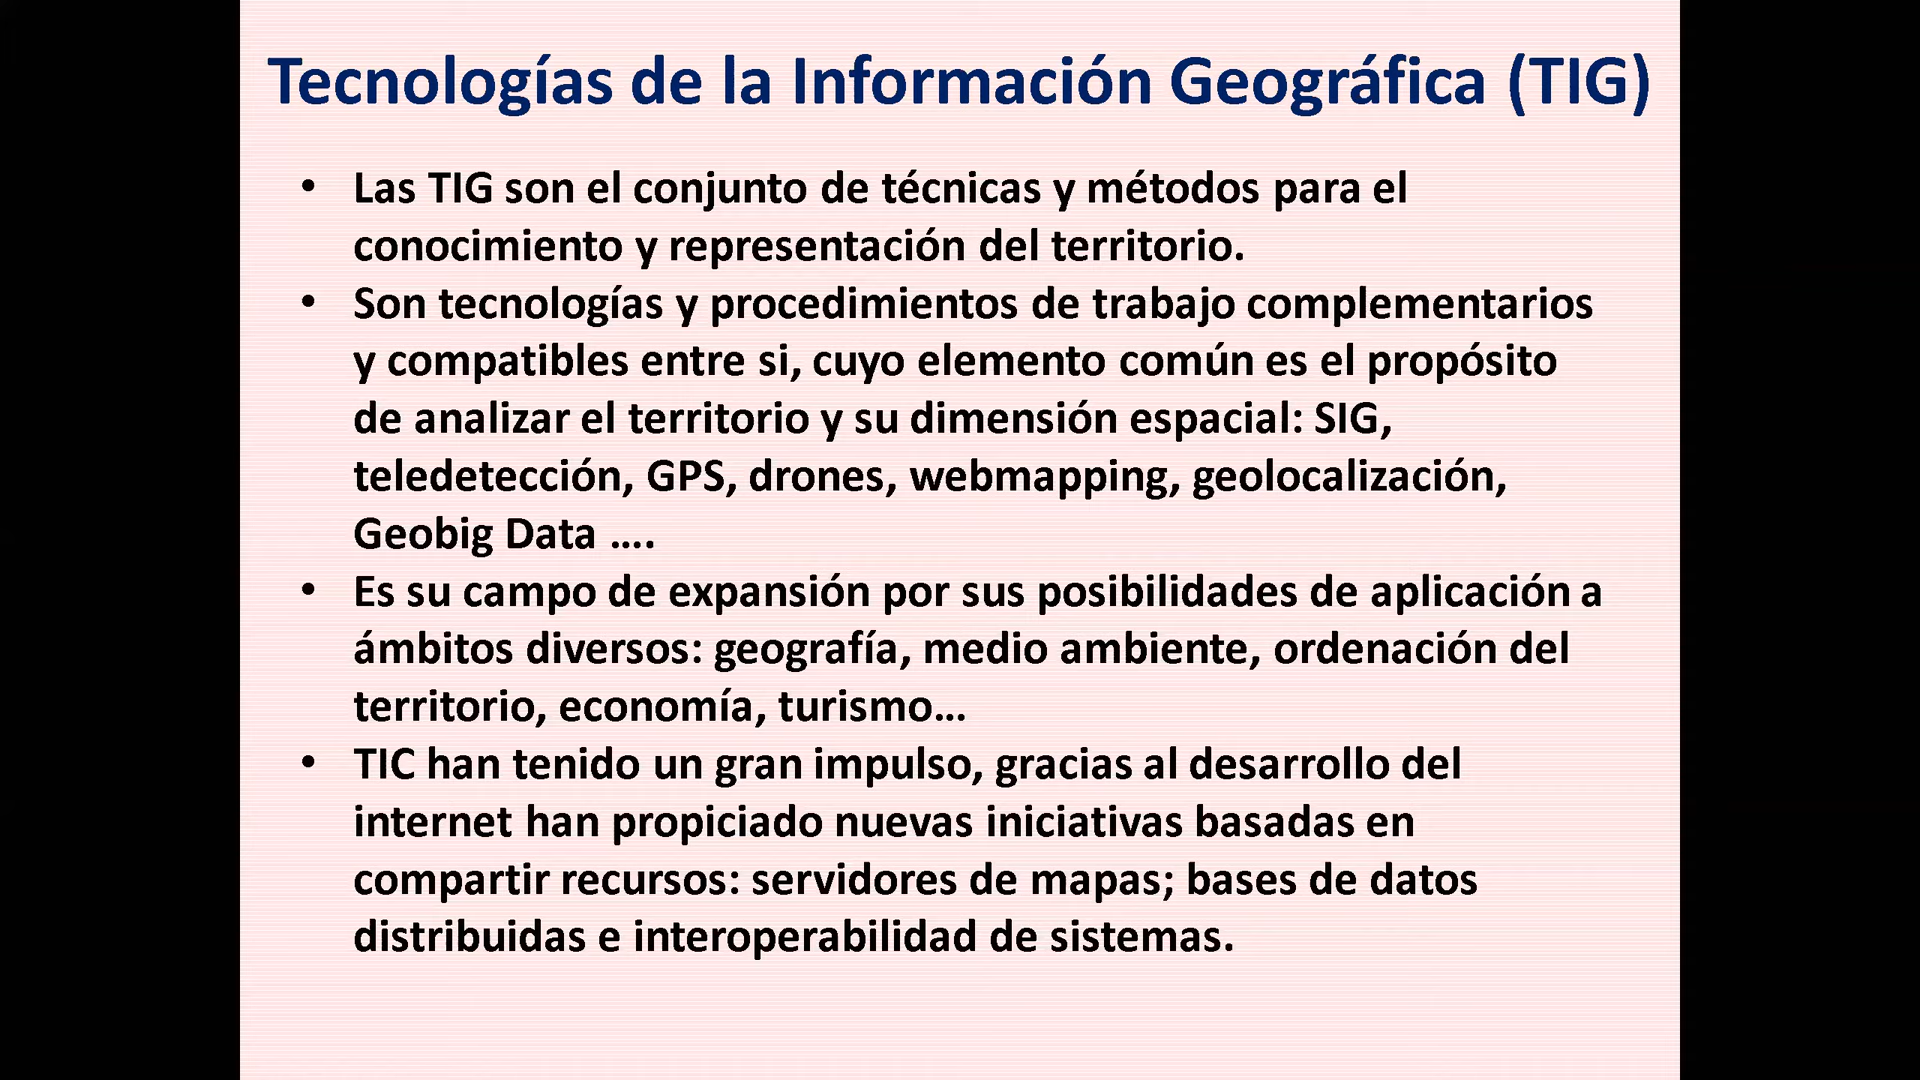 Tecnologías de la Información Geográfica (TIG)
• Las TIG son el conjunto de técnicas y métodos para el
conocimiento y representación del territorio.
• Son tecnologías y procedimientos de trabajo complementarios
y compatibles entre si, cuyo elemento común es el propósito
de analizar el territorio y su dimensión espacial: SIG,
teledetección, GPS, drones, webmapping, geolocalización,
Geobig Data ....
• Es su campo de expansión por sus posibilidades de aplicación a
ámbitos diversos: geografía, medio ambiente, ordenación del
territorio, economía, turismo...
• TIC han tenido un gran impulso, gracias al desarrollo del
internet han propiciado nuevas iniciativas basadas en
compartir recursos: servidores de mapas; bases de datos
distribuidas e interoperabilidad de sistemas.